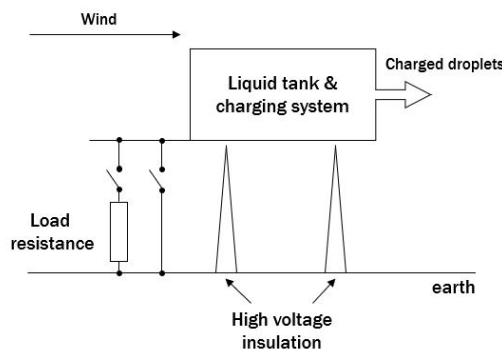 Wind
Charged droplets
Liquid tank &
charging system
Load
resistance
earth
High voltage
insulation